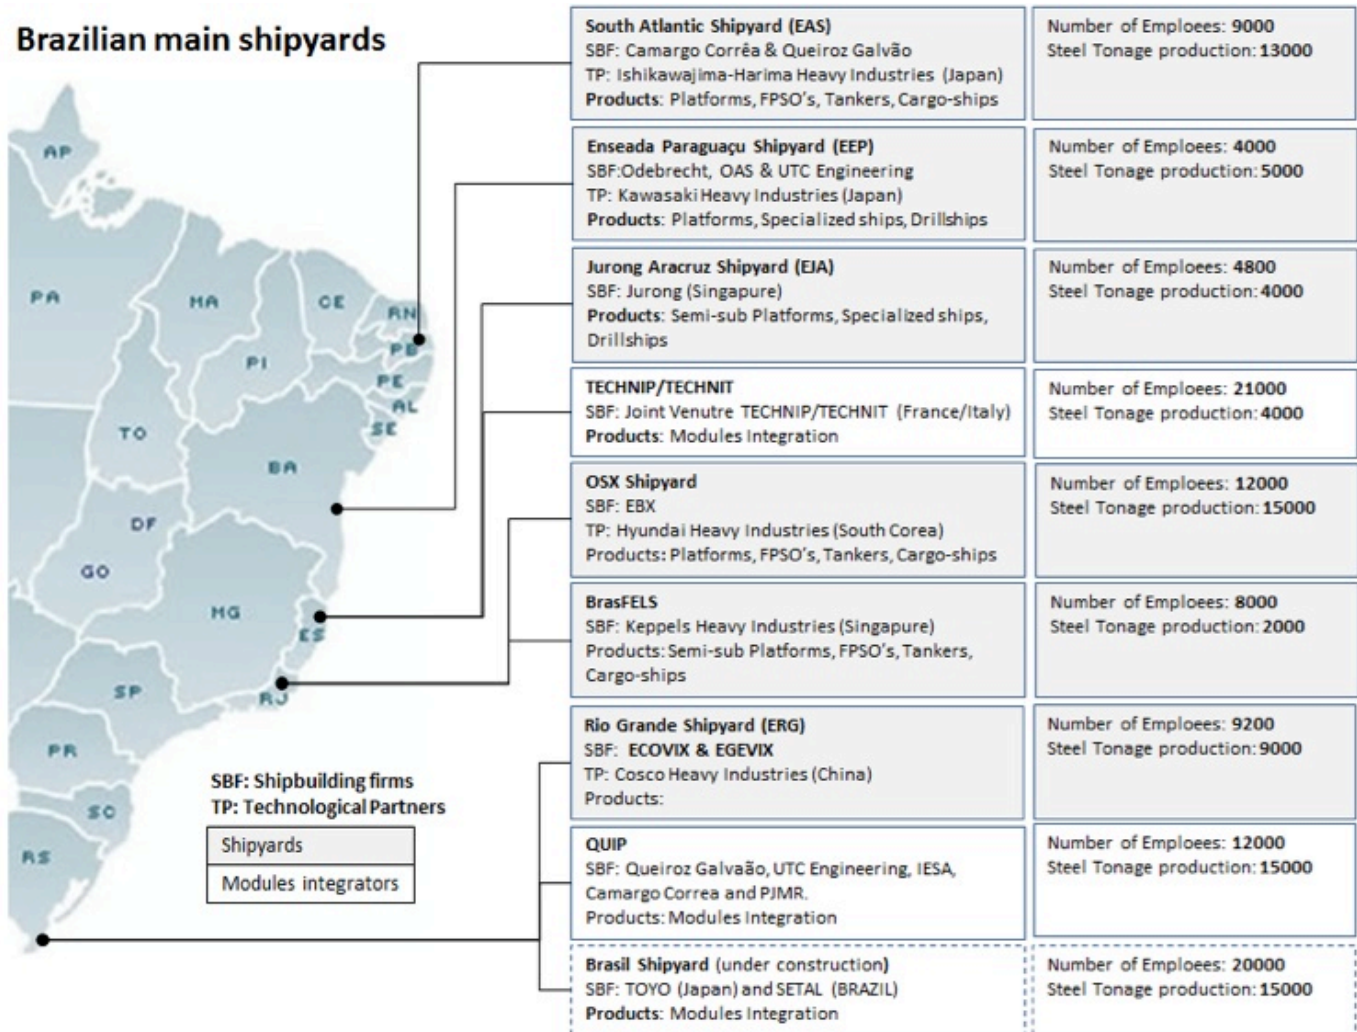 Brazilian main shipyards
South Atlantic Shipyard (EAS)
SBF: Camargo Corrêa & Queiroz Galvão
TP: Ishikawajima-Harima Heavy Industries (Japan)
Products: Platforms, FPSO's, Tankers, Cargo-ships
Number of Emploees: 9000
Steel Tonage production: 13000
Enseada Paraguaçu Shipyard (EEP)
SBF:Odebrecht, OAS & UTC Engineering
TP: Kawasaki Heavy Industries (Japan)
Products: Platforms, Specialized ships, Drillships
Number of Emploees: 4000
Steel Tonage production: 5000
Jurong Aracruz Shipyard (EJA)
SBF: Jurong (Singapure)
Products: Semi-sub Platforms, Specialized ships,
Drillships
Number of Emploees: 4800
Steel Tonage production: 4000
TECHNIP/TECHNIT
SBF: Joint Venutre TECHNIP/TECHNIT (France/Italy)
Products: Modules Integration
Number of Emploees: 21000
Steel Tonage production: 4000
OSX Shipyard
SBF: EBX
TP: Hyundai Heavy Industries (South Corea)
Products: Platforms, FPSO's, Tankers, Cargo-ships
Number of Emploees: 12000
Steel Tonage production: 15000
BrasFELS
SBF: Keppels Heavy Industries (Singapure)
Products: Semi-sub Platforms, FPSO's, Tankers,
Cargo-ships
Number of Emploees: 8000
Steel Tonage production: 2000
Rio Grande Shipyard (ERG)
SBF: ECOVIX & EGEVIX
TP: Cosco Heavy Industries (China)
Products:
Number of Emploees: 9200
Steel Tonage production: 9000
QUIP
SBF: Queiroz Galvaão, UTC Engineering, IESA,
Camargo Correa and PJMR.
Products: Modules Integration
Number of Emploees: 12000
Steel Tonage production: 15000
Brasil Shipyard (under construction)
SBF: TOYO (Japan) and SETAL (BRAZIL)
Products: Modules Integration
Number of Emploees: 20000
Steel Tonage production: 15000
AP
PA
MA
CE
RN
PB
PI
PE
AL
SE
TO
BA
DF
GO
MG
ES
SP
RJ
PR
SC
RS
SBF: Shipbuilding firms
TP: Technological Partners
Shipyards
Modules integrators